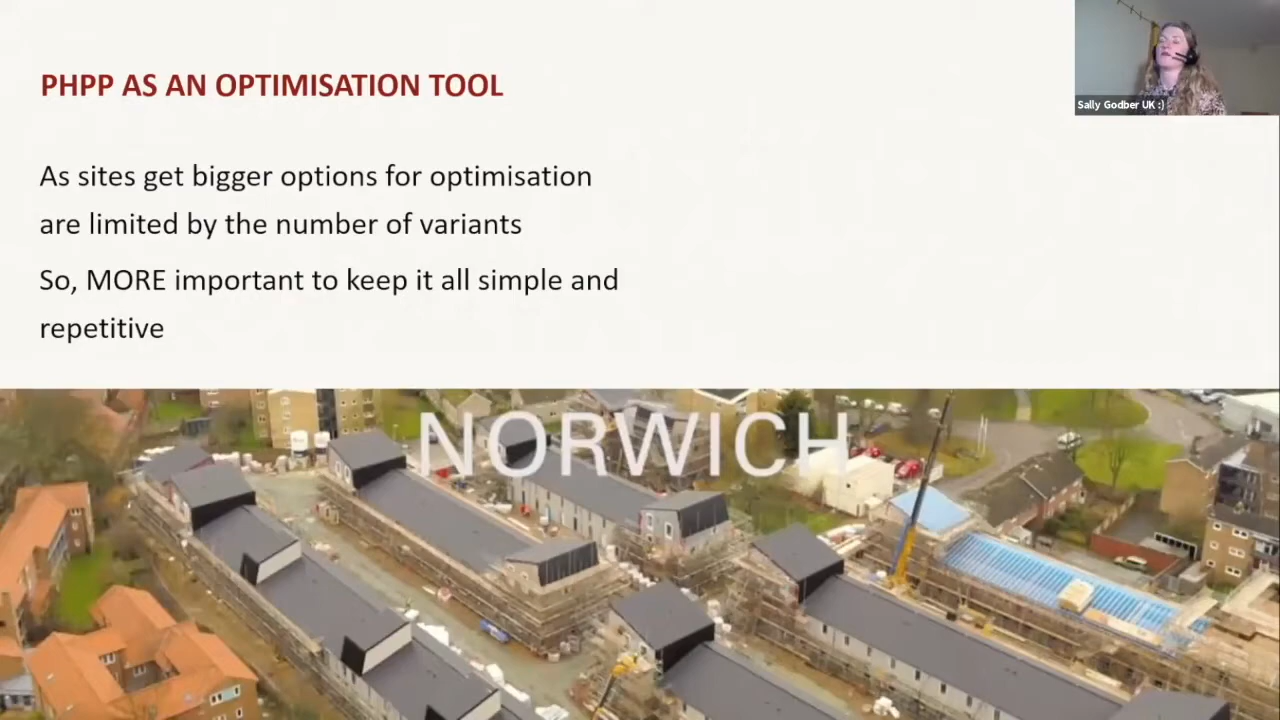 PHPP AS AN OPTIMISATION TOOL
Sally Godber UK :)
As sites get bigger options for optimisation
are limited by the number of variants
So, MORE important to keep it all simple and
repetitive
NORWICH